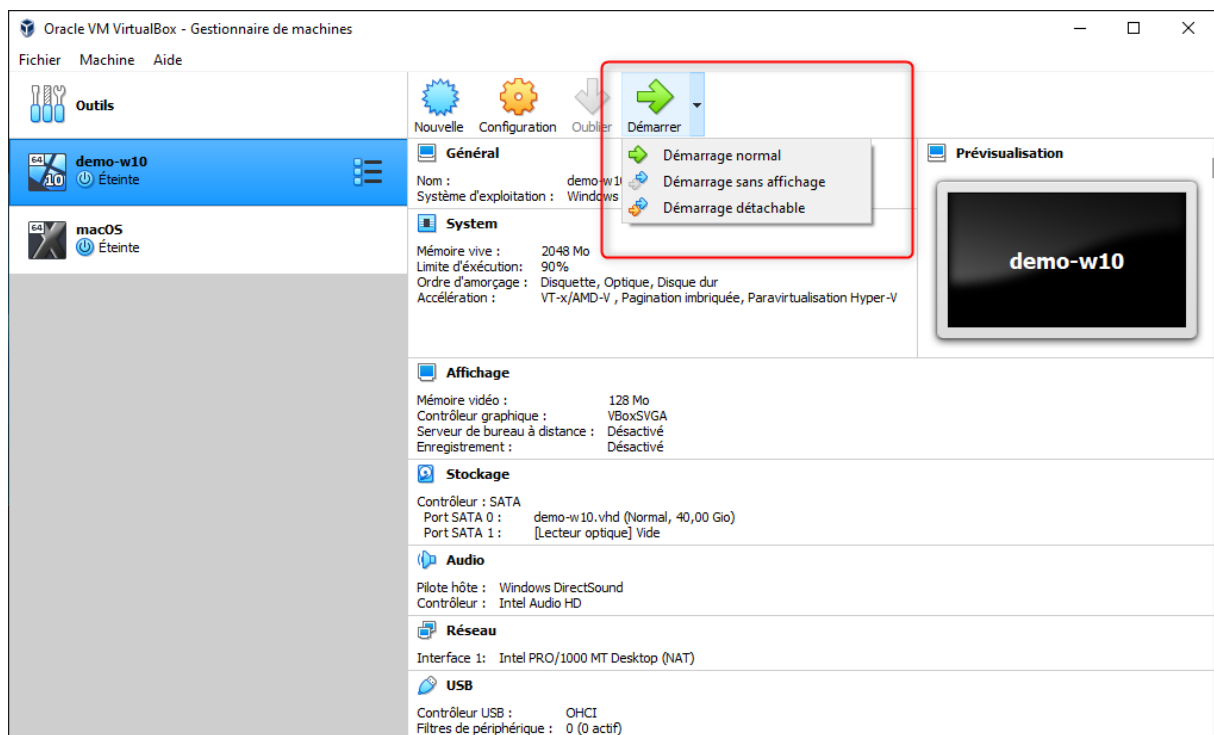 Oracle VM VirtualBox - Gestionnaire de machines
Fichier Machine Aide
Outils
Nouvelle Configuration Oublier Démarrer
64 10 demo-w10
Éteinte
64 macOS
Éteinte
Démarrage normal
Démarrage sans affichage
Démarrage détachable
Général
Nom : demo-w1
Système d'exploitation : Windows
System
Mémoire vive : 2048 Mo
Limite d'éxécution: 90%
Ordre d'amorçage : Disquette, Optique, Disque dur
Accélération : VT-x/AMD-V , Pagination imbriquée, Paravirtualisation Hyper-V
Prévisualisation
demo-w10
Affichage
Mémoire vidéo : 128 Mo
Contrôleur graphique : VBoxSVGA
Serveur de bureau à distance : Désactivé
Enregistrement : Désactivé
Stockage
Contrôleur : SATA
Port SATA 0 : demo-w10.vhd (Normal, 40,00 Gio)
Port SATA 1 : [Lecteur optique] Vide
Audio
Pilote hôte : Windows DirectSound
Contrôleur : Intel Audio HD
Réseau
Interface 1: Intel PRO/1000 MT Desktop (NAT)
USB
Contrôleur USB : OHCI
Filtres de périphérique : 0 (0 actif)